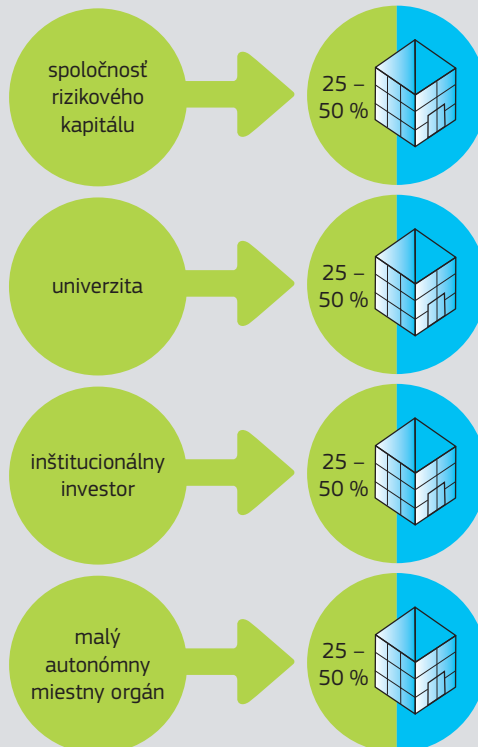 spoločnosť
rizikového
kapitálu
25 –
50 %
univerzita
25 –
50 %
inštitucionálny
investor
25 –
50 %
malý
autonómny
miestny orgán
25 –
50 %